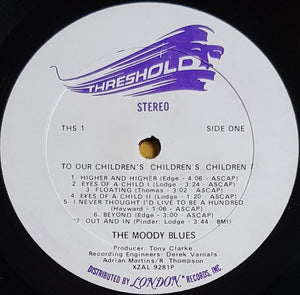 THRESHOLD
STEREO
THS 1 SIDE ONE
TO OUR CHILDREN'S CHILDREN'S CHILDREN
1. HIGHER AND HIGHER (Edge - 4:06 - ASCAP)
2. EYES OF A CHILD I (Lodge 3:24 - ASCAP)
3. FLOATING (Thomas - 3:02 - ASCAP)
4. EYES OF A CHILD II (Lodge - 1:20 - ASCAP)
5. I NEVER THOUGHT I'D LIVE TO BE A HUNDRED
(Hayward - 1:06 - ASCAP)
6. BEYOND (Edge - 3:00 - ASCAP)
7. OUT AND IN (Pinder: Lodge - 3:44 BMI)
THE MOODY BLUES
Producer: Tony Clarke
Recording Engineers: Derek Varnals
Adrian Martins/R. Thompson
XZAL 9281P
DISTRIBUTED BY LONDON RECORDS, INC.